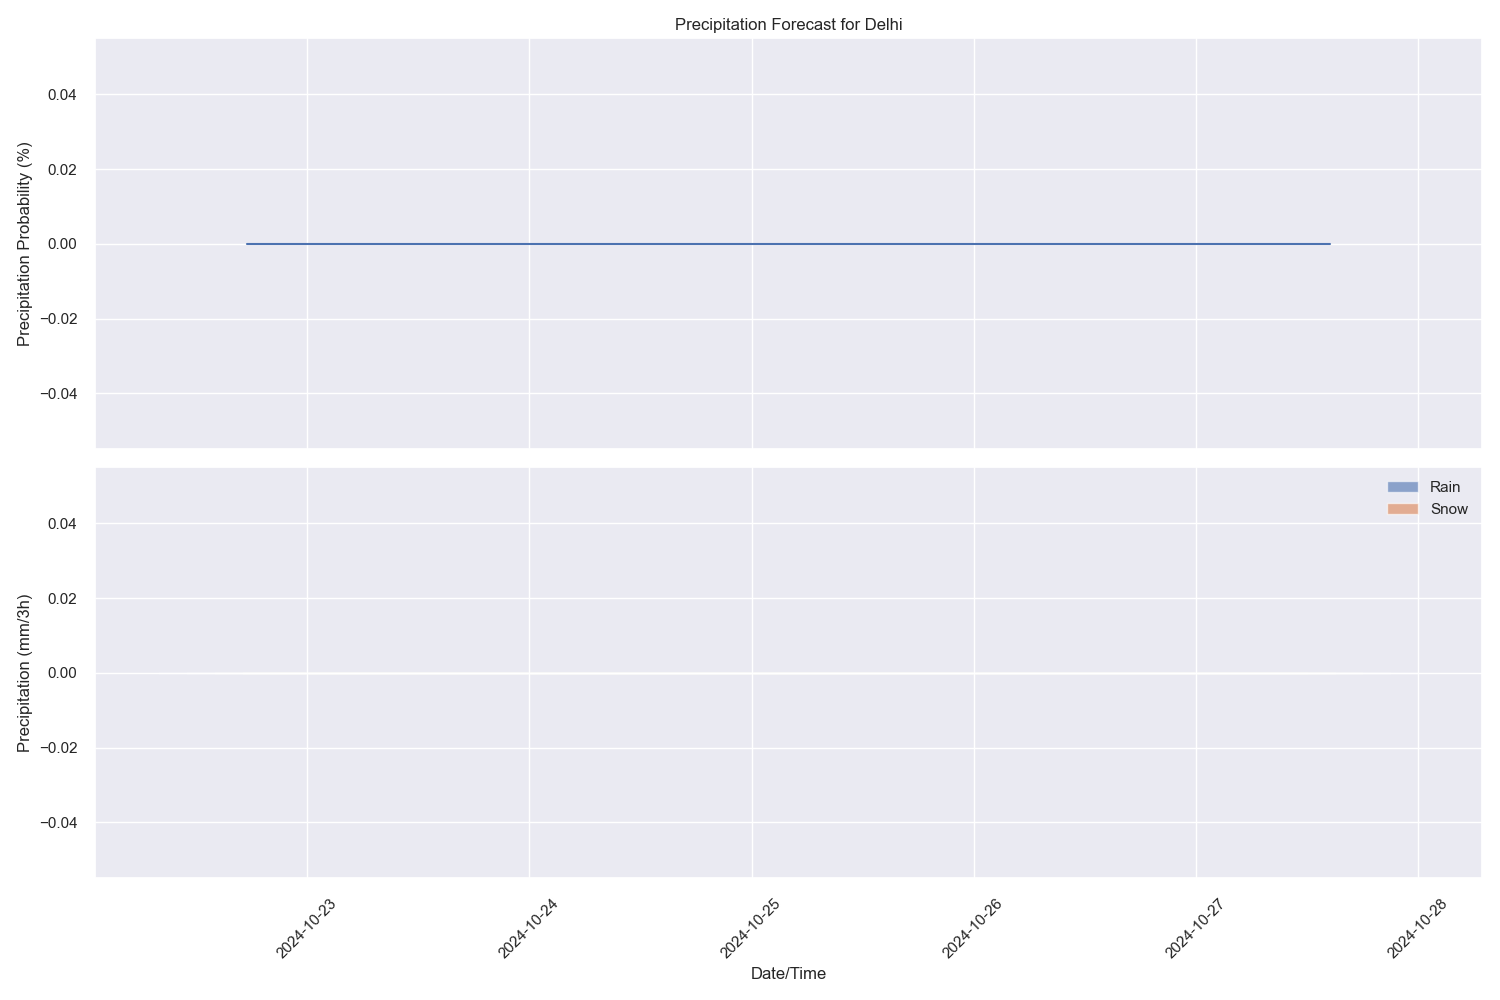 Precipitation Forecast for Delhi
Precipitation Probability (%)
0.04
0.02
0.00
−0.02
−0.04
Precipitation (mm/3h)
0.04
0.02
0.00
−0.02
−0.04
Rain
Snow
2024-10-23
2024-10-24
2024-10-25
2024-10-26
2024-10-27
2024-10-28
Date/Time